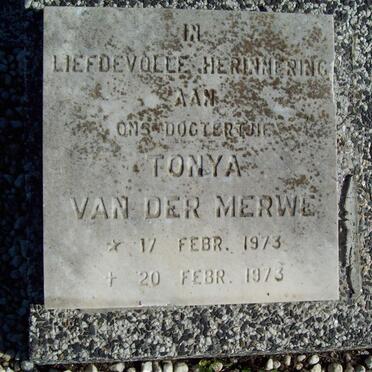 IN
LIEFDEVOLLE HERINNERING
AAN
ONS DOGTERTJIE
TONYA
VAN DER MERWE
* 17 FEBR. 1973
+ 20 FEBR. 1973